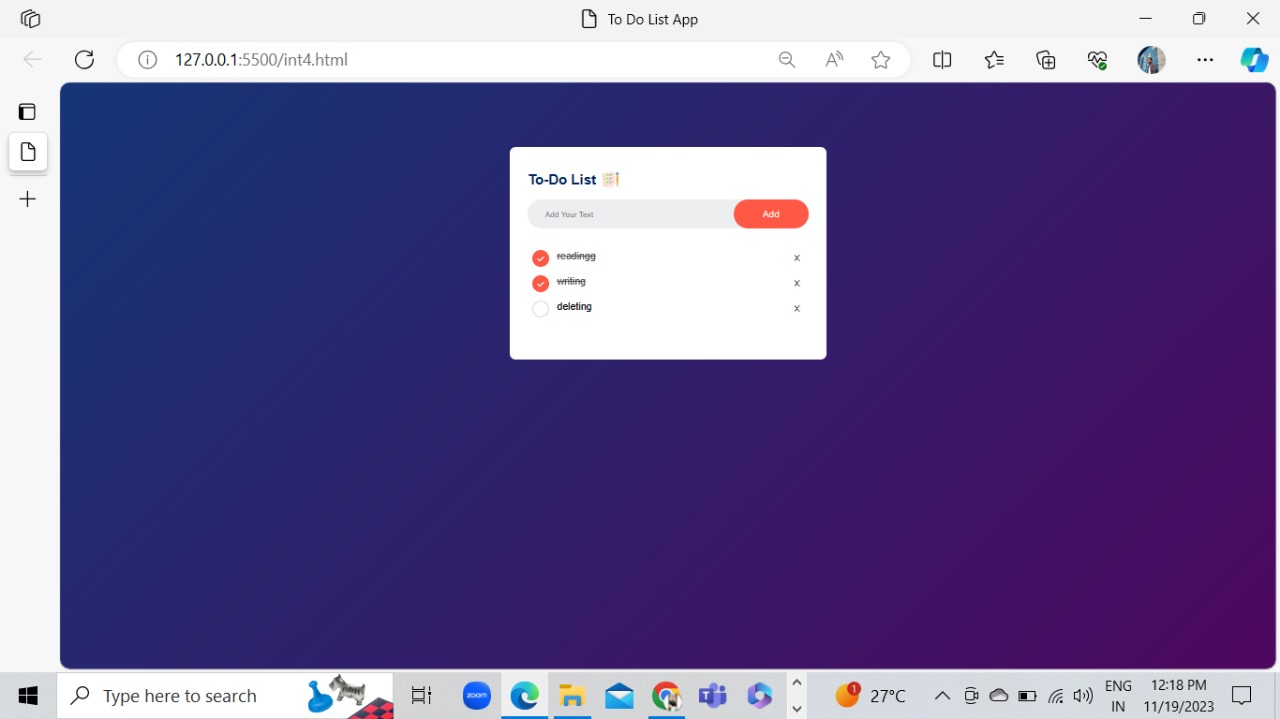 To Do List App
127.0.0.1:5500/int4.html
To-Do List
Add Your Text
Add
readingg
x
writing
x
deleting
x
Type here to search
zoom
1
27°C
ENG
IN
12:18 PM
11/19/2023